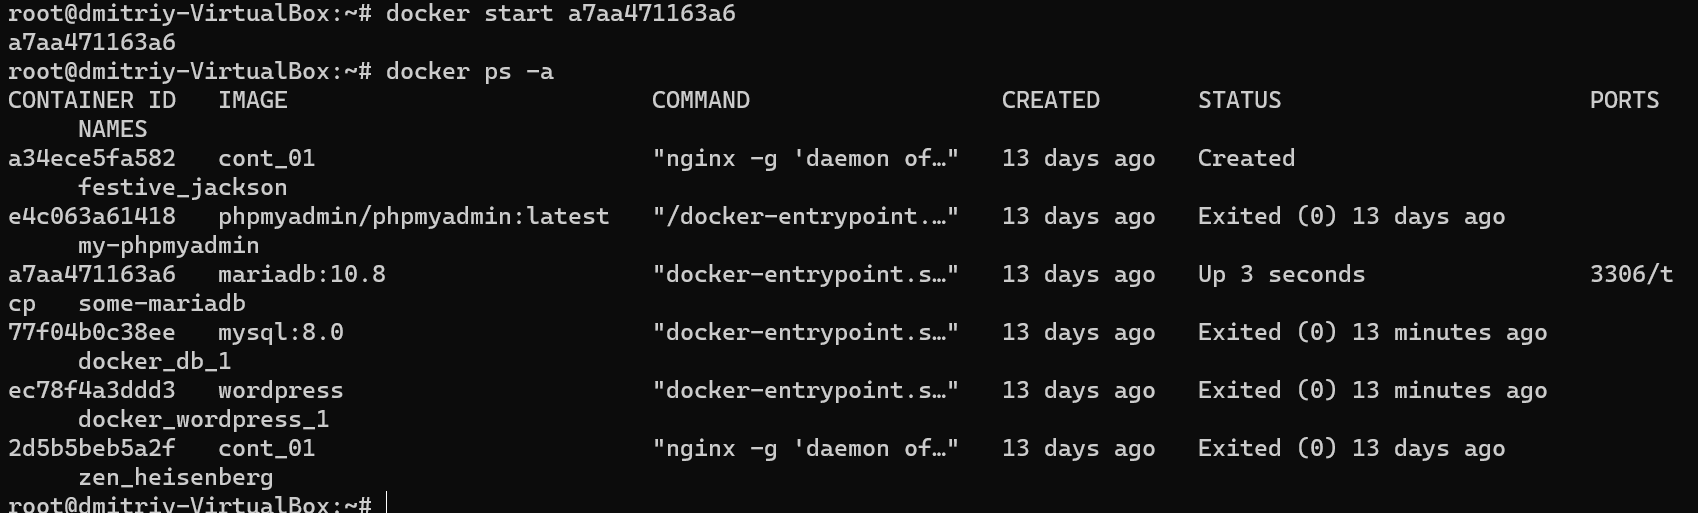 root@dmitriy-VirtualBox:~# docker start a7aa471163a6
a7aa471163a6
root@dmitriy-VirtualBox:~# docker ps -a
CONTAINER ID   IMAGE                          COMMAND                  CREATED       STATUS                      PORTS
     NAMES
a34ece5fa582   cont_01                        "nginx -g 'daemon of…"   13 days ago   Created
     festive_jackson
e4c063a61418   phpmyadmin/phpmyadmin:latest   "/docker-entrypoint.…"   13 days ago   Exited (0) 13 days ago
     my-phpmyadmin
a7aa471163a6   mariadb:10.8                   "docker-entrypoint.s…"   13 days ago   Up 3 seconds                3306/t
cp   some-mariadb
77f04b0c38ee   mysql:8.0                      "docker-entrypoint.s…"   13 days ago   Exited (0) 13 minutes ago
     docker_db_1
ec78f4a3ddd3   wordpress                      "docker-entrypoint.s…"   13 days ago   Exited (0) 13 minutes ago
     docker_wordpress_1
2d5b5beb5a2f   cont_01                        "nginx -g 'daemon of…"   13 days ago   Exited (0) 13 days ago
     zen_heisenberg
root@dmitriy-VirtualBox:~#